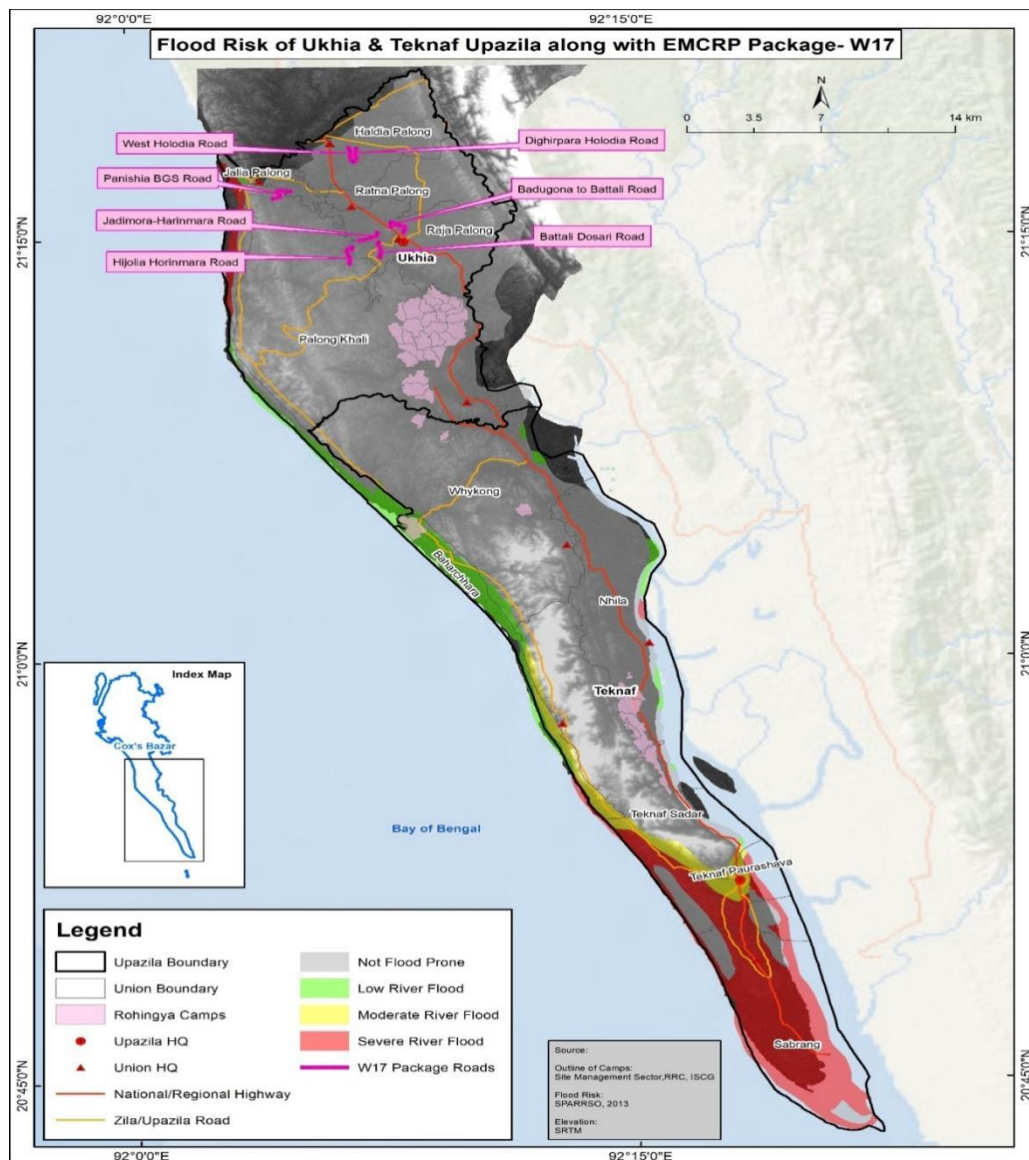 92°0'0"E
92°15'0"E
Flood Risk of Ukhia & Teknaf Upazila along with EMCRP Package- W17
N
0 3.5 7 14 km
Haldia Palong
West Holodia Road
Dighirpara Holodia Road
Jalia Palong
Panishia BGS Road
Ratna Palong
Badugona to Battali Road
Jadimora-Harinmara Road
Raja Palong
21°15'0"N
21°15'0"N
Battali Dosari Road
Hijolia Horinmara Road
Ukhia
Palong Khali
Whykong
Baharchhara
Nhila
21°0'0"N
21°0'0"N
Index Map
Teknaf
Cox's Bazar
Teknaf Sadar
Bay of Bengal
Teknaf Paurashava
Legend
Upazila Boundary
Union Boundary
Rohingya Camps
Upazila HQ
Union HQ
National/Regional Highway
Zila/Upazila Road
Not Flood Prone
Low River Flood
Moderate River Flood
Severe River Flood
W17 Package Roads
Sabrang
Source:
Outline of Camps:
Site Management Sector,RRC, ISCG
Flood Risk:
SPARRSO, 2013
Elevation:
SRTM
20°45'0"N
20°45'0"N
92°0'0"E
92°15'0"E